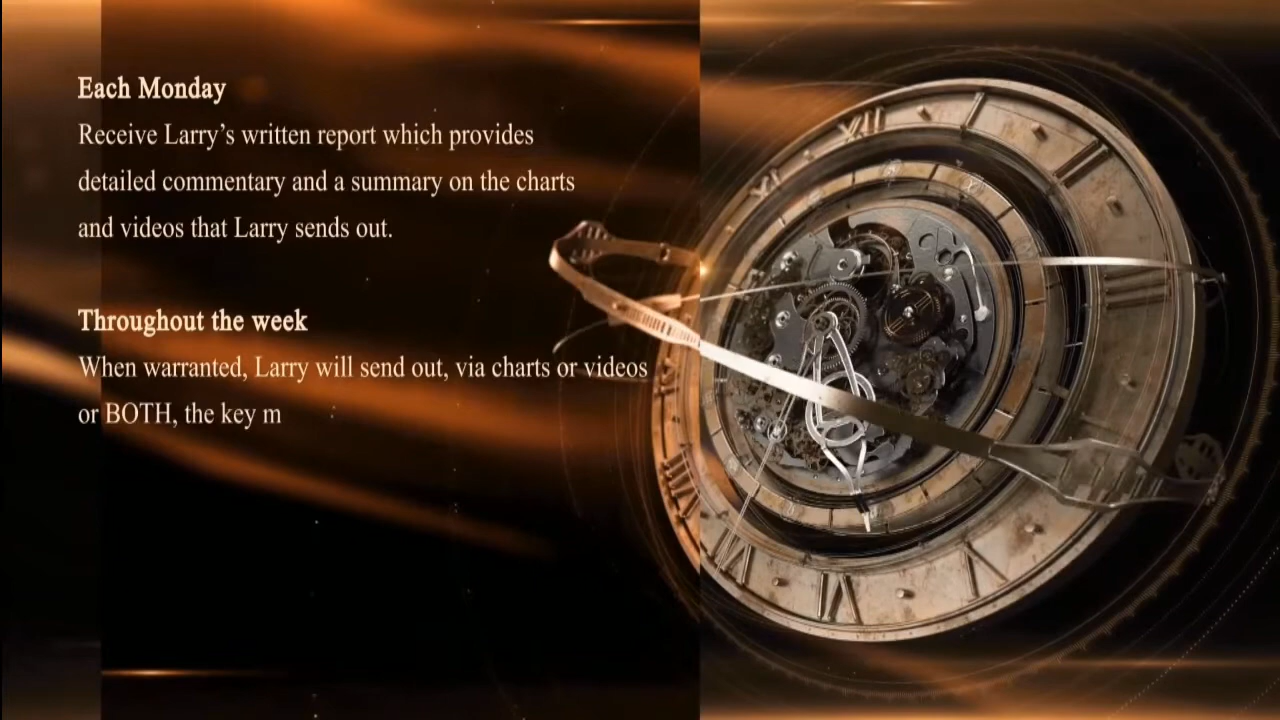 Each Monday
Receive Larry’s written report which provides
detailed commentary and a summary on the charts
and videos that Larry sends out.
Throughout the week
When warranted, Larry will send out, via charts or videos
or BOTH, the key m